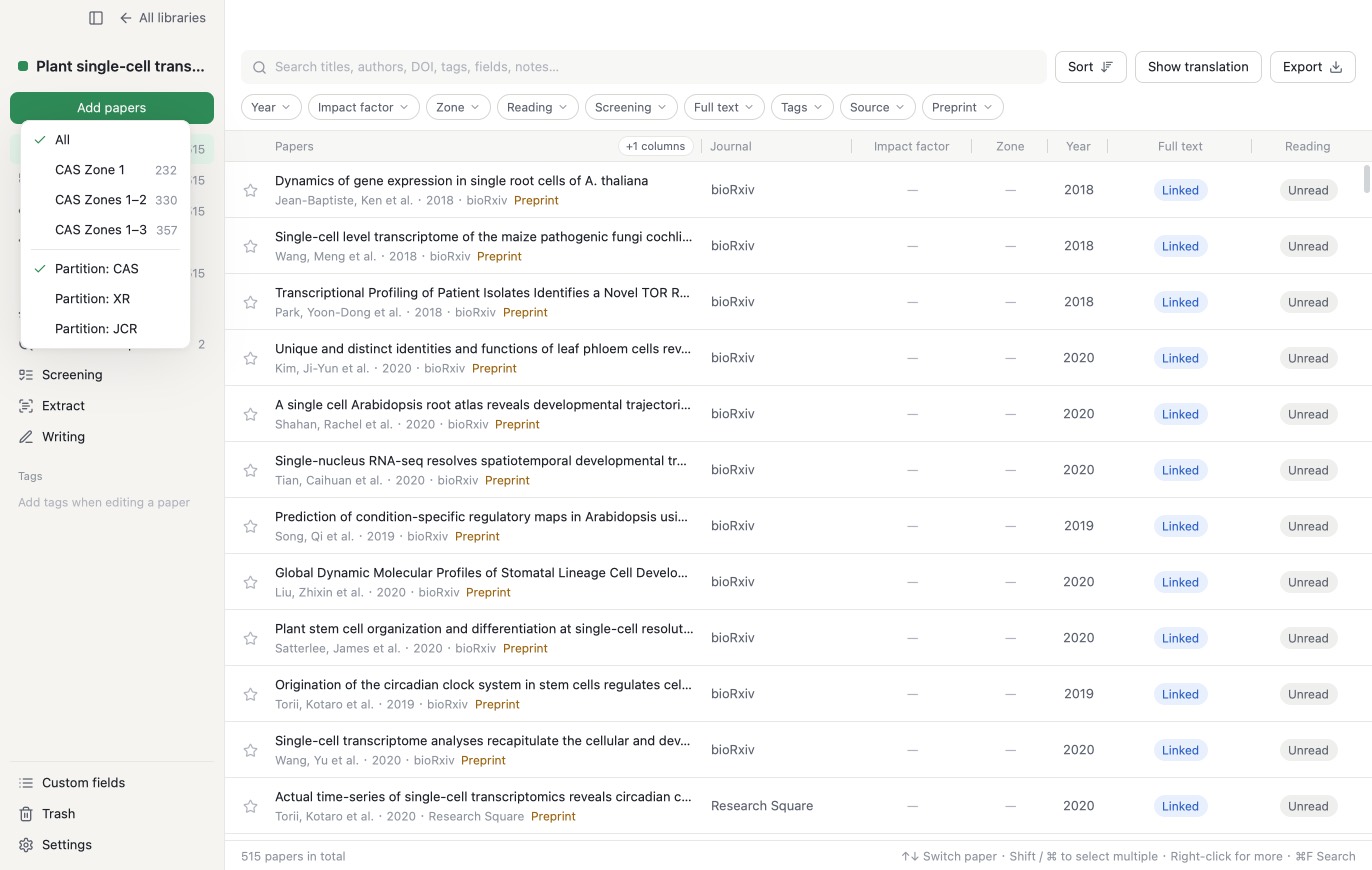 All libraries
Plant single-cell trans...
Add papers
All
CAS Zone 1 232
CAS Zones 1–2 330
CAS Zones 1–3 357
Partition: CAS
Partition: XR
Partition: JCR
2
Screening
Extract
Writing
Tags
Add tags when editing a paper
Custom fields
Trash
Settings
Search titles, authors, DOI, tags, fields, notes...
Sort
Show translation
Export
Year
Impact factor
Zone
Reading
Screening
Full text
Tags
Source
Preprint
Papers +1 columns Journal Impact factor Zone Year Full text Reading
Dynamics of gene expression in single root cells of A. thaliana
Jean-Baptiste, Ken et al. · 2018 · bioRxiv Preprint
bioRxiv — — 2018 Linked Unread
Single-cell level transcriptome of the maize pathogenic fungi cochli...
Wang, Meng et al. · 2018 · bioRxiv Preprint
bioRxiv — — 2018 Linked Unread
Transcriptional Profiling of Patient Isolates Identifies a Novel TOR R...
Park, Yoon-Dong et al. · 2018 · bioRxiv Preprint
bioRxiv — — 2018 Linked Unread
Unique and distinct identities and functions of leaf phloem cells rev...
Kim, Ji-Yun et al. · 2020 · bioRxiv Preprint
bioRxiv — — 2020 Linked Unread
A single cell Arabidopsis root atlas reveals developmental trajectori...
Shahan, Rachel et al. · 2020 · bioRxiv Preprint
bioRxiv — — 2020 Linked Unread
Single-nucleus RNA-seq resolves spatiotemporal developmental tr...
Tian, Caihuan et al. · 2020 · bioRxiv Preprint
bioRxiv — — 2020 Linked Unread
Prediction of condition-specific regulatory maps in Arabidopsis usi...
Song, Qi et al. · 2019 · bioRxiv Preprint
bioRxiv — — 2019 Linked Unread
Global Dynamic Molecular Profiles of Stomatal Lineage Cell Develo...
Liu, Zhixin et al. · 2020 · bioRxiv Preprint
bioRxiv — — 2020 Linked Unread
Plant stem cell organization and differentiation at single-cell resolut...
Satterlee, James et al. · 2020 · bioRxiv Preprint
bioRxiv — — 2020 Linked Unread
Origination of the circadian clock system in stem cells regulates cel...
Torii, Kotaro et al. · 2019 · bioRxiv Preprint
bioRxiv — — 2019 Linked Unread
Single-cell transcriptome analyses recapitulate the cellular and dev...
Wang, Yu et al. · 2020 · bioRxiv Preprint
bioRxiv — — 2020 Linked Unread
Actual time-series of single-cell transcriptomics reveals circadian c...
Torii, Kotaro et al. · 2020 · Research Square Preprint
Research Square — — 2020 Linked Unread
515 papers in total
↑↓ Switch paper · Shift / ⌘ to select multiple · Right-click for more · ⌘F Search